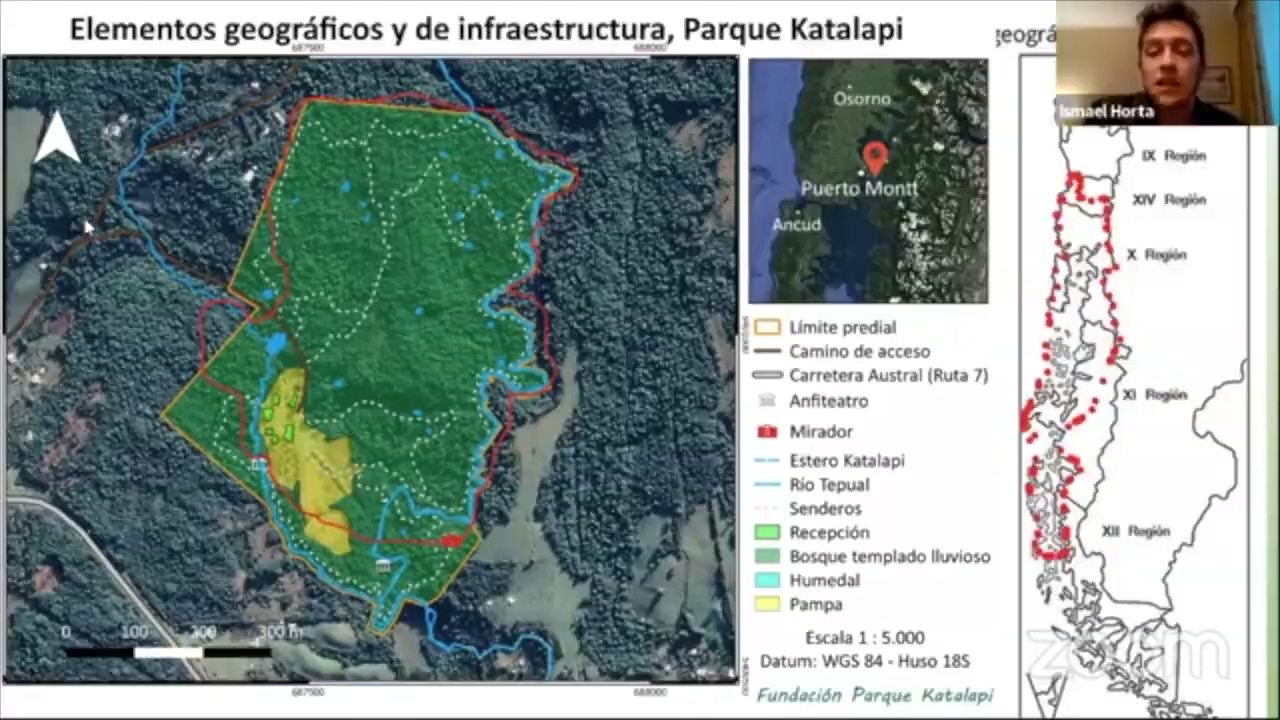 Elementos geográficos y de infraestructura, Parque Katalapi
geográ
Ismael Horta
687500
688000
Osorno
Puerto Montt
Ancud
IX Región
XIV Región
X Región
XI Región
XII Región
Límite predial
Camino de acceso
Carretera Austral (Ruta 7)
Anfiteatro
Mirador
Estero Katalapi
Río Tepual
Senderos
Recepción
Bosque templado lluvioso
Humedal
Pampa
Escala 1 : 5.000
Datum: WGS 84 - Huso 18S
Fundación Parque Katalapi
0 100 200 300 m
687500
688000
zoom